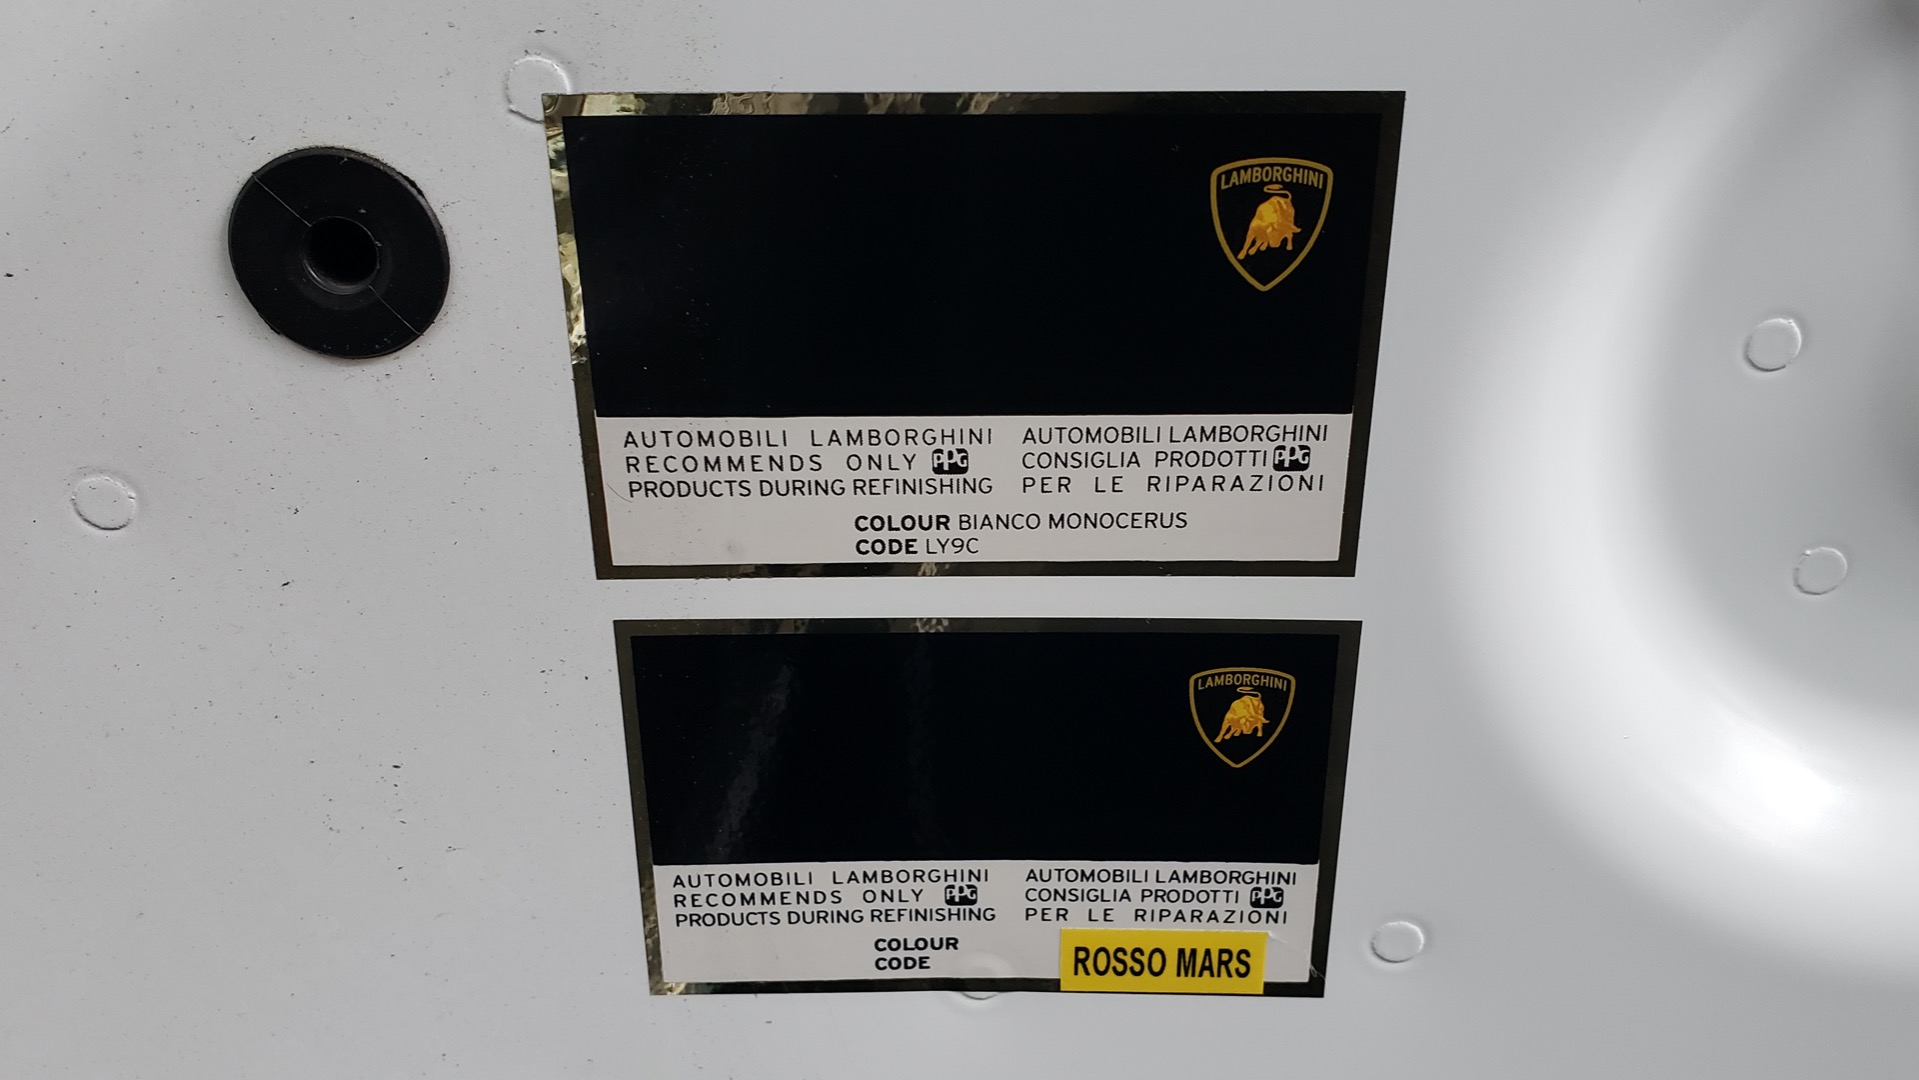 LAMBORGHINI
AUTOMOBILI LAMBORGHINI
RECOMMENDS ONLY PPG
PRODUCTS DURING REFINISHING
AUTOMOBILI LAMBORGHINI
CONSIGLIA PRODOTTI PPG
PER LE RIPARAZIONI
COLOUR BIANCO MONOCERUS
CODE LY9C
LAMBORGHINI
AUTOMOBILI LAMBORGHINI
RECOMMENDS ONLY PPG
PRODUCTS DURING REFINISHING
AUTOMOBILI LAMBORGHINI
CONSIGLIA PRODOTTI PPG
PER LE RIPARAZIONI
COLOUR
CODE
ROSSO MARS